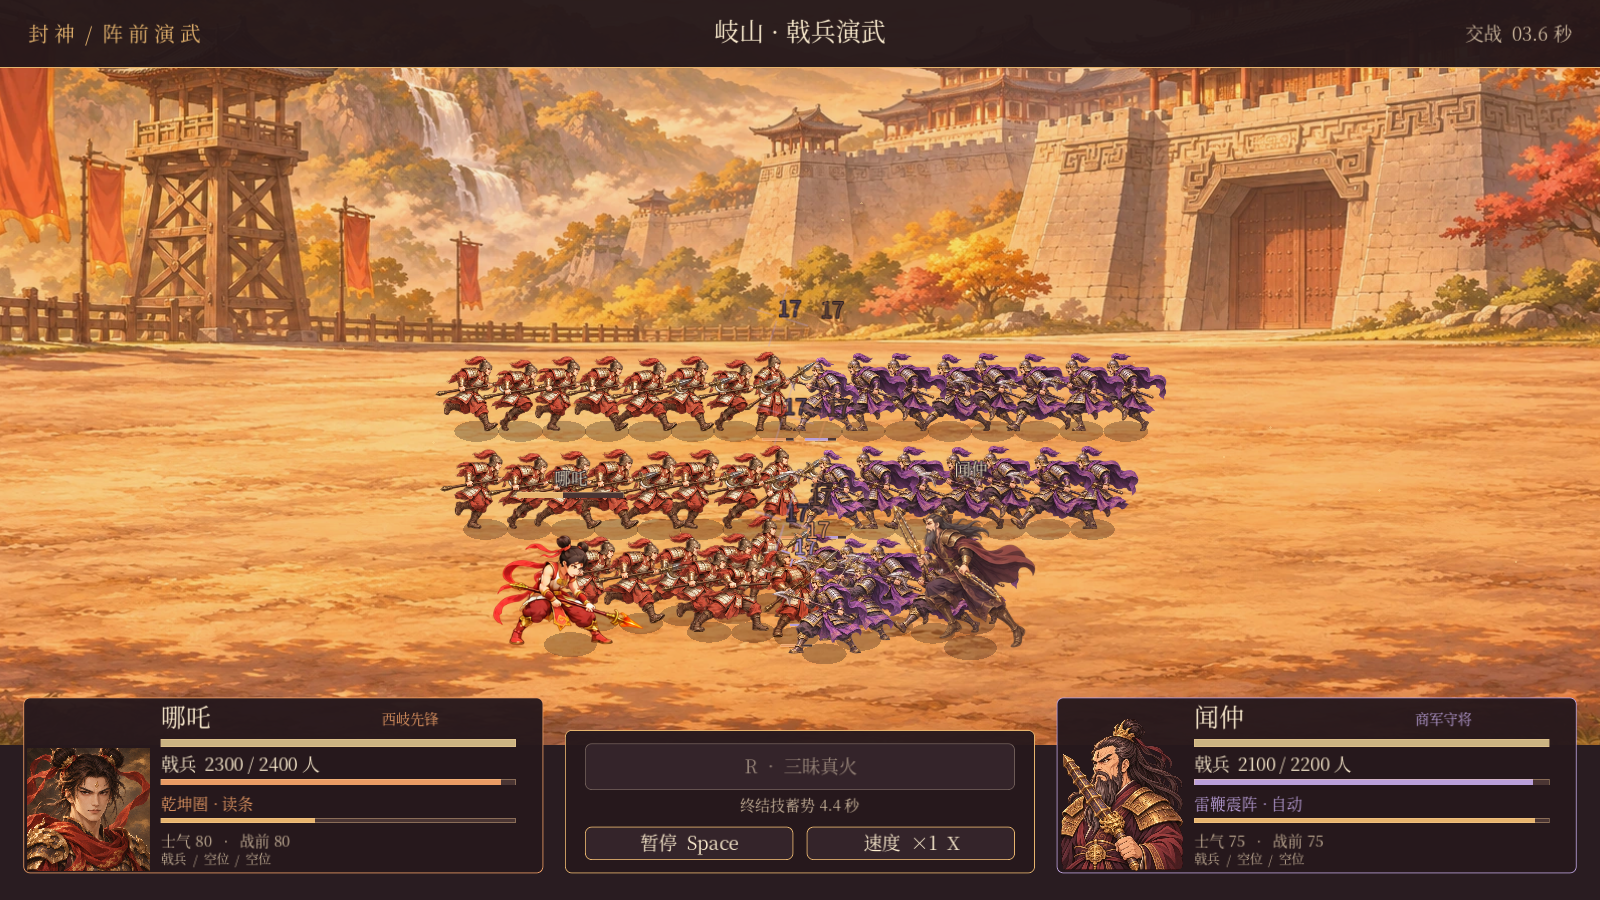 封神 / 阵前演武
岐山 · 戟兵演武
交战 03.6 秒
17 17
17
哪吒
闻仲
17
17
17
17
哪吒
西岐先锋
戟兵 2300 / 2400 人
乾坤圈 · 读条
士气 80 · 战前 80
戟兵 / 空位 / 空位
R · 三昧真火
终结技蓄势 4.4 秒
暂停 Space
速度 ×1 X
闻仲
商军守将
戟兵 2100 / 2200 人
雷鞭震阵 · 自动
士气 75 · 战前 75
戟兵 / 空位 / 空位